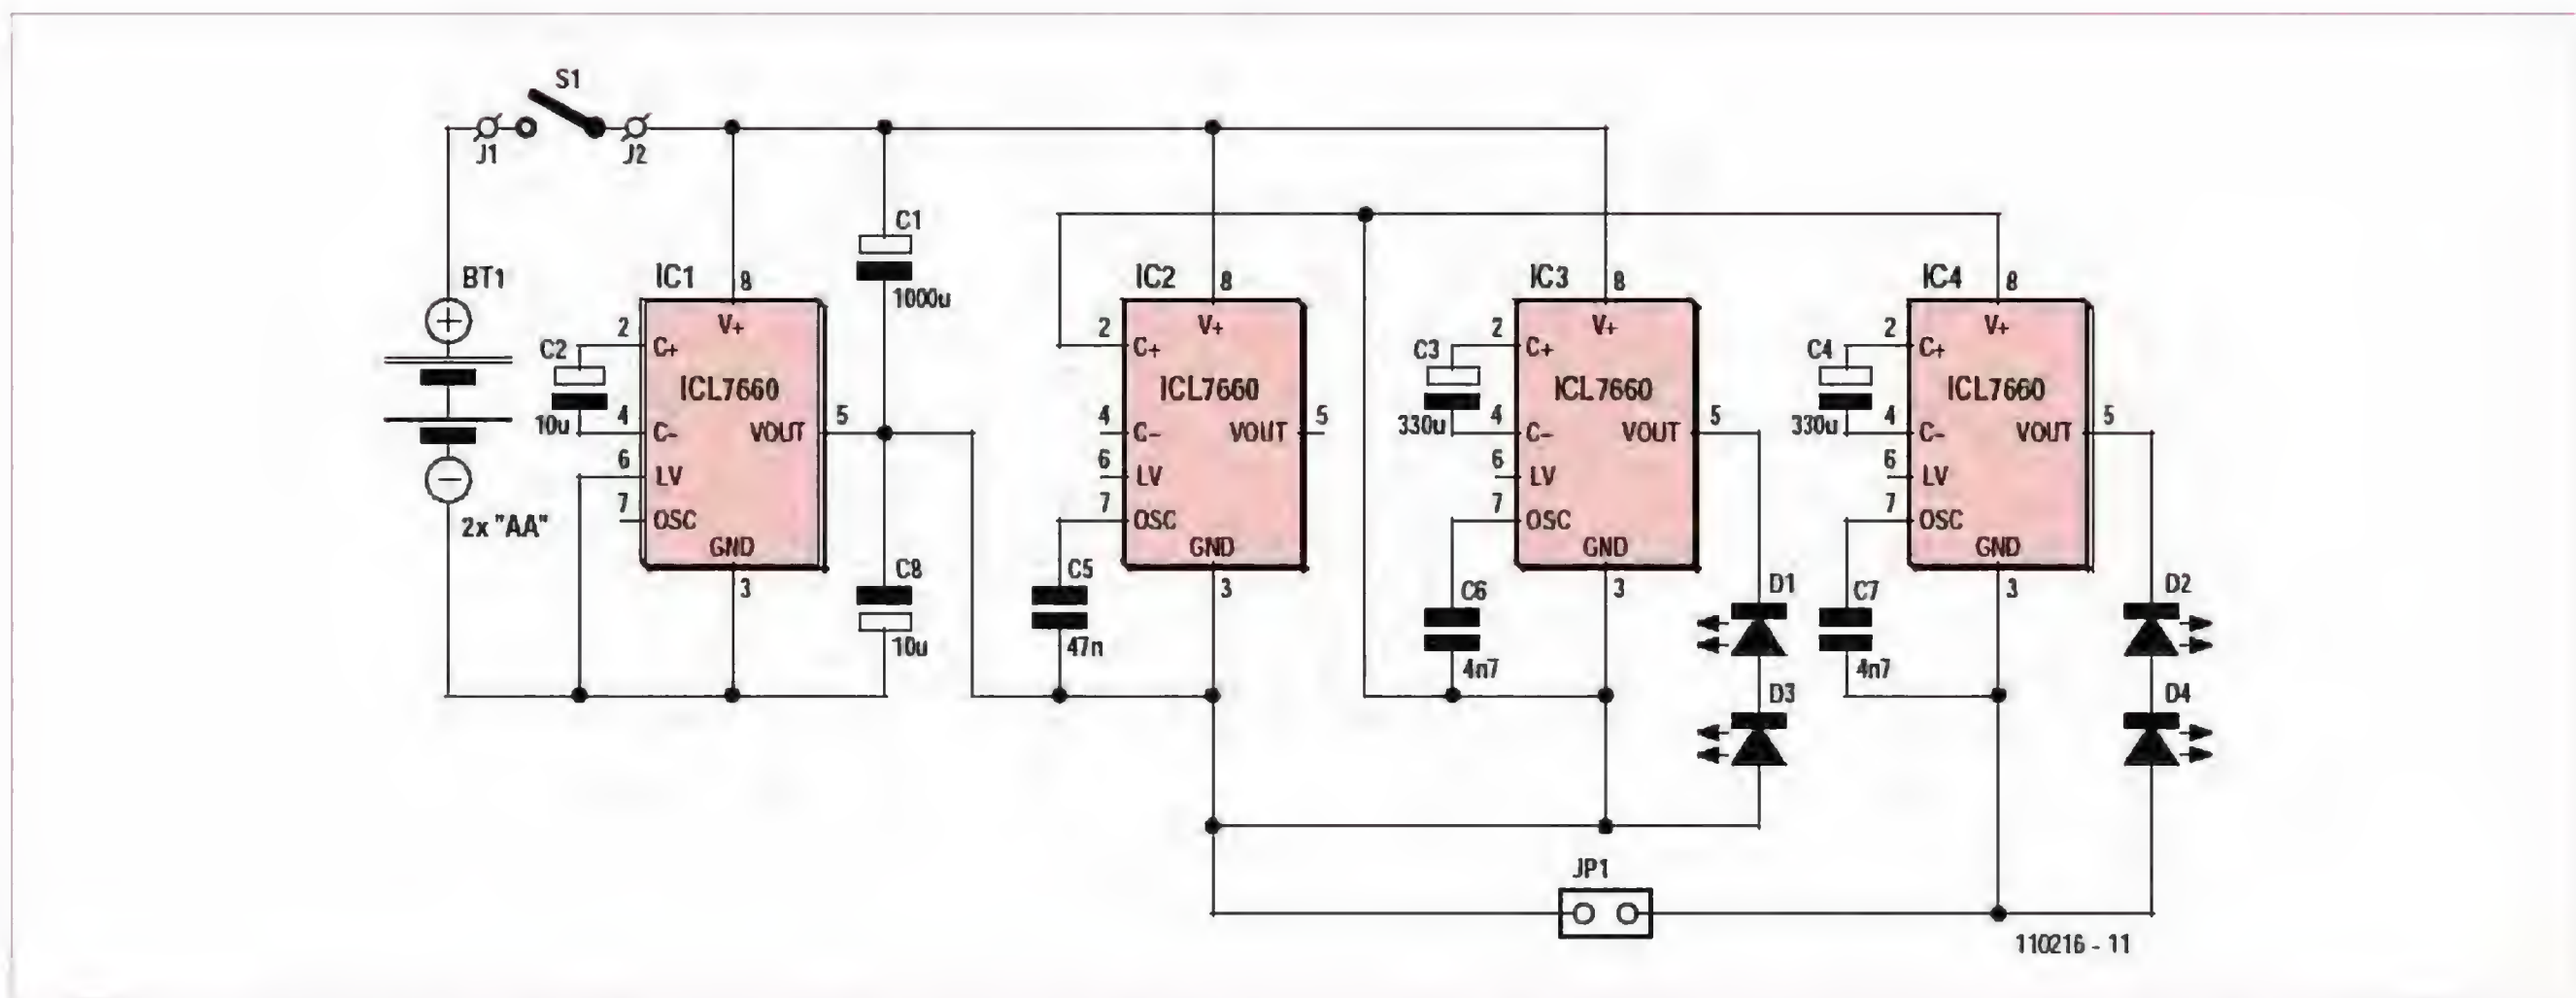 S1
J1
J2
BT1
+
−
2x "AA"
IC1
8
V+
2
C+
C2
10u
ICL7660
4
C−
VOUT
5
6
LV
7
OSC
GND
3
C1
1000u
C8
10u
IC2
8
V+
2
C+
ICL7660
4
C−
VOUT
5
6
LV
7
OSC
GND
3
C5
47n
IC3
8
V+
2
C+
C3
330u
ICL7660
4
C−
VOUT
5
6
LV
7
OSC
GND
3
C6
4n7
D1
D3
IC4
8
V+
2
C+
C4
330u
ICL7660
4
C−
VOUT
5
6
LV
7
OSC
GND
3
C7
4n7
D2
D4
JP1
110216 - 11